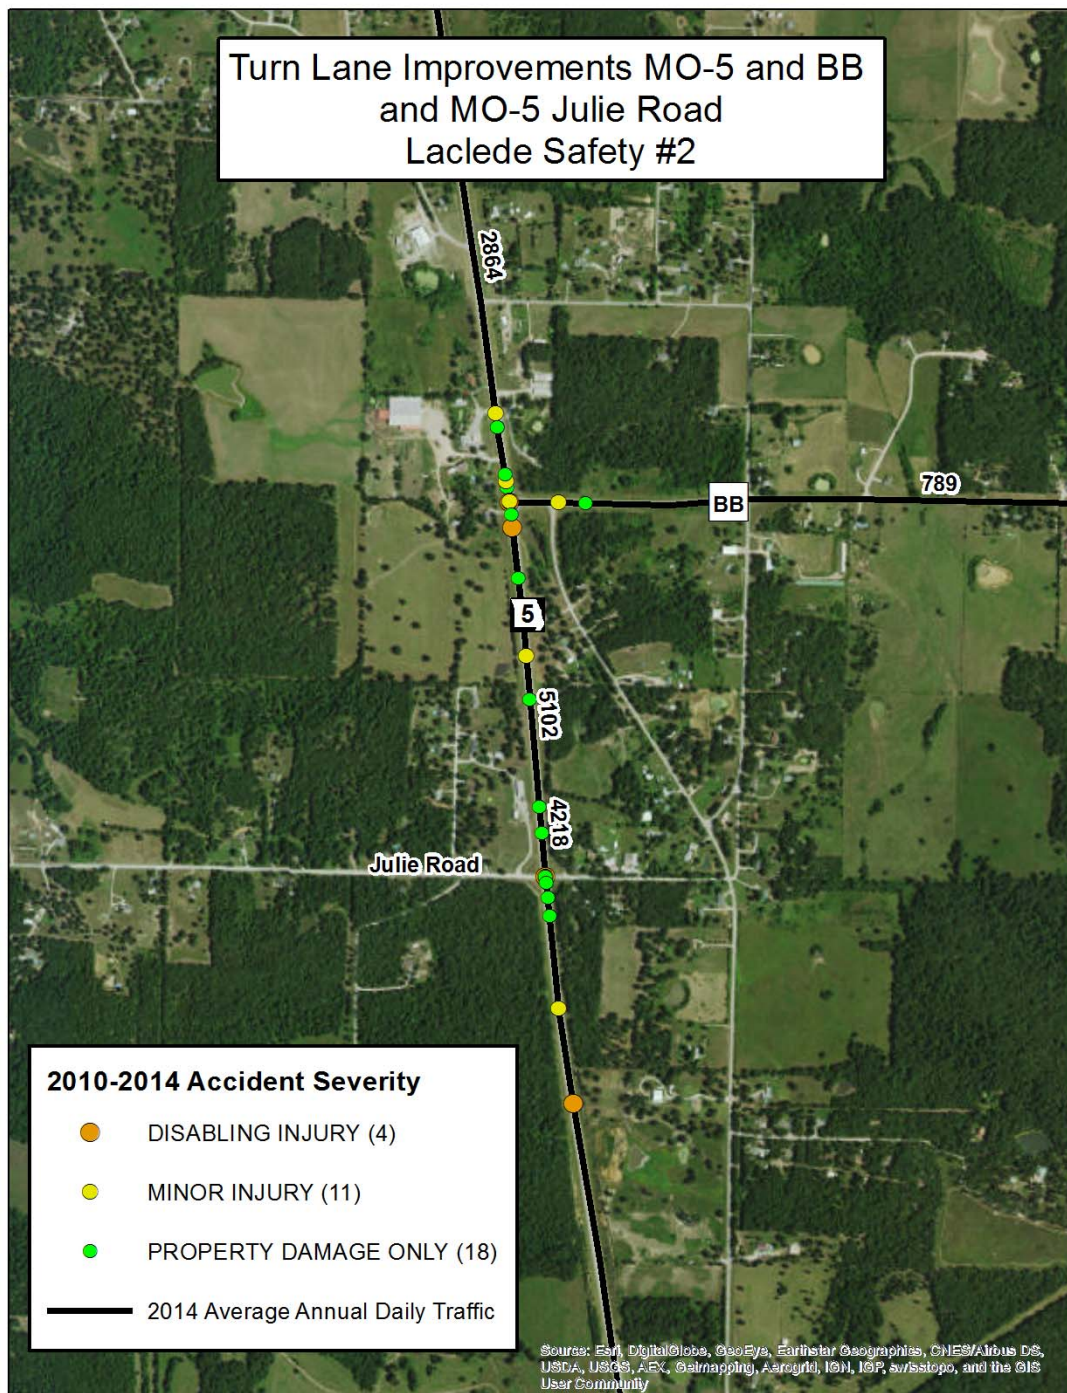 Turn Lane Improvements MO-5 and BB
and MO-5 Julie Road
Laclede Safety #2
2864
789
BB
5
5102
4218
Julie Road
2010-2014 Accident Severity
DISABLING INJURY (4)
MINOR INJURY (11)
PROPERTY DAMAGE ONLY (18)
2014 Average Annual Daily Traffic
Source: Esri, DigitalGlobe, GeoEye, Earthstar Geographics, CNES/Airbus DS,
USDA, USGS, AEX, Getmapping, Aerogrid, IGN, IGP, swisstopo, and the GIS
User Community